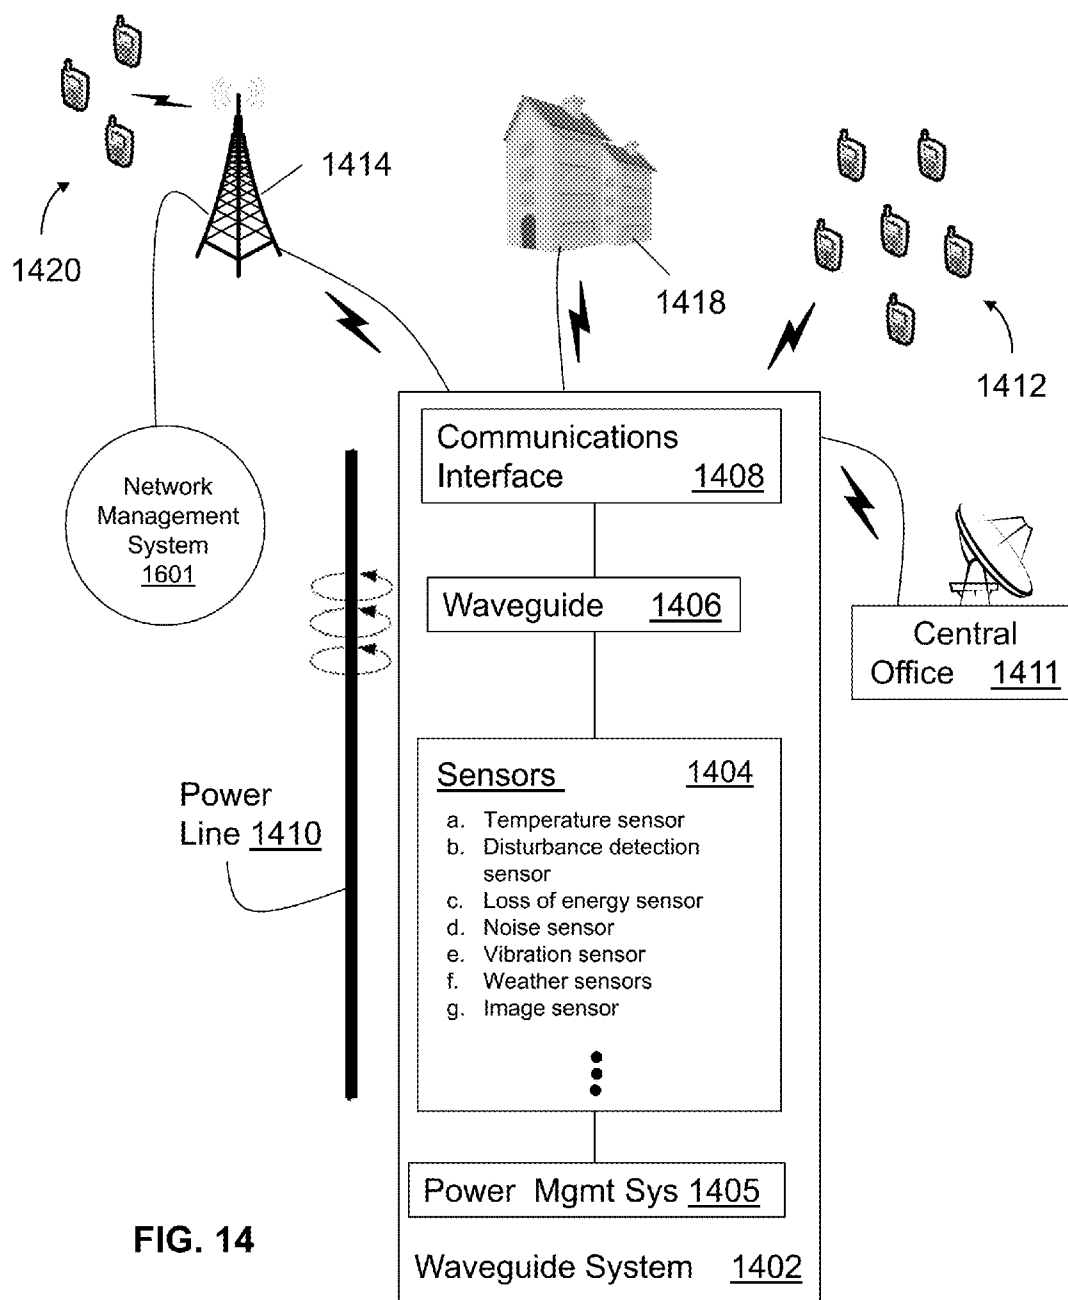 1414
1420
1418
1412
Communications
Interface 1408
Network
Management
System
1601
Waveguide 1406
Central
Office 1411
Sensors 1404
a. Temperature sensor
b. Disturbance detection
sensor
c. Loss of energy sensor
d. Noise sensor
e. Vibration sensor
f. Weather sensors
g. Image sensor
Power
Line 1410
Power Mgmt Sys 1405
FIG. 14
Waveguide System 1402